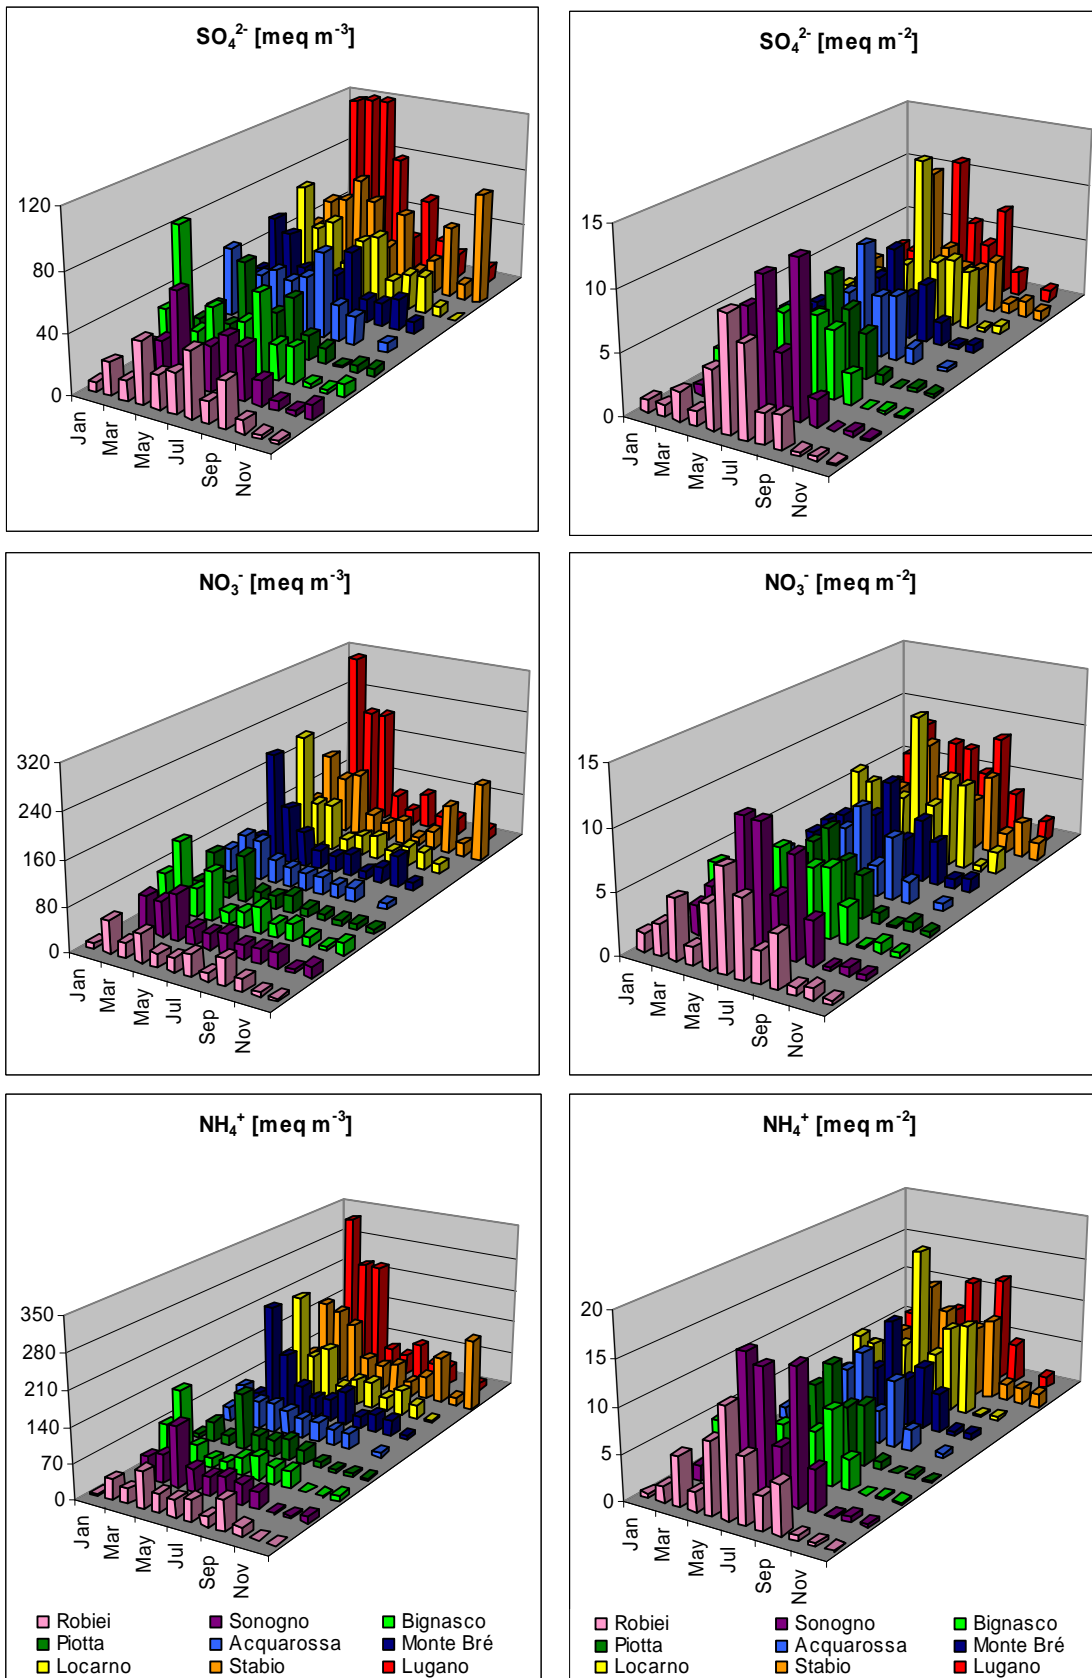 SO₄²⁻ [meq m⁻³]
120
80
40
0
Jan
Mar
May
Jul
Sep
Nov
SO₄²⁻ [meq m⁻²]
15
10
5
0
Jan
Mar
May
Jul
Sep
Nov
NO₃⁻ [meq m⁻³]
320
240
160
80
0
Jan
Mar
May
Jul
Sep
Nov
NO₃⁻ [meq m⁻²]
15
10
5
0
Jan
Mar
May
Jul
Sep
Nov
NH₄⁺ [meq m⁻³]
350
280
210
140
70
0
Jan
Mar
May
Jul
Sep
Nov
Robiei Sonogno Bignasco
Piotta Acquarossa Monte Bré
Locarno Stabio Lugano
NH₄⁺ [meq m⁻²]
20
15
10
5
0
Jan
Mar
May
Jul
Sep
Nov
Robiei Sonogno Bignasco
Piotta Acquarossa Monte Bré
Locarno Stabio Lugano